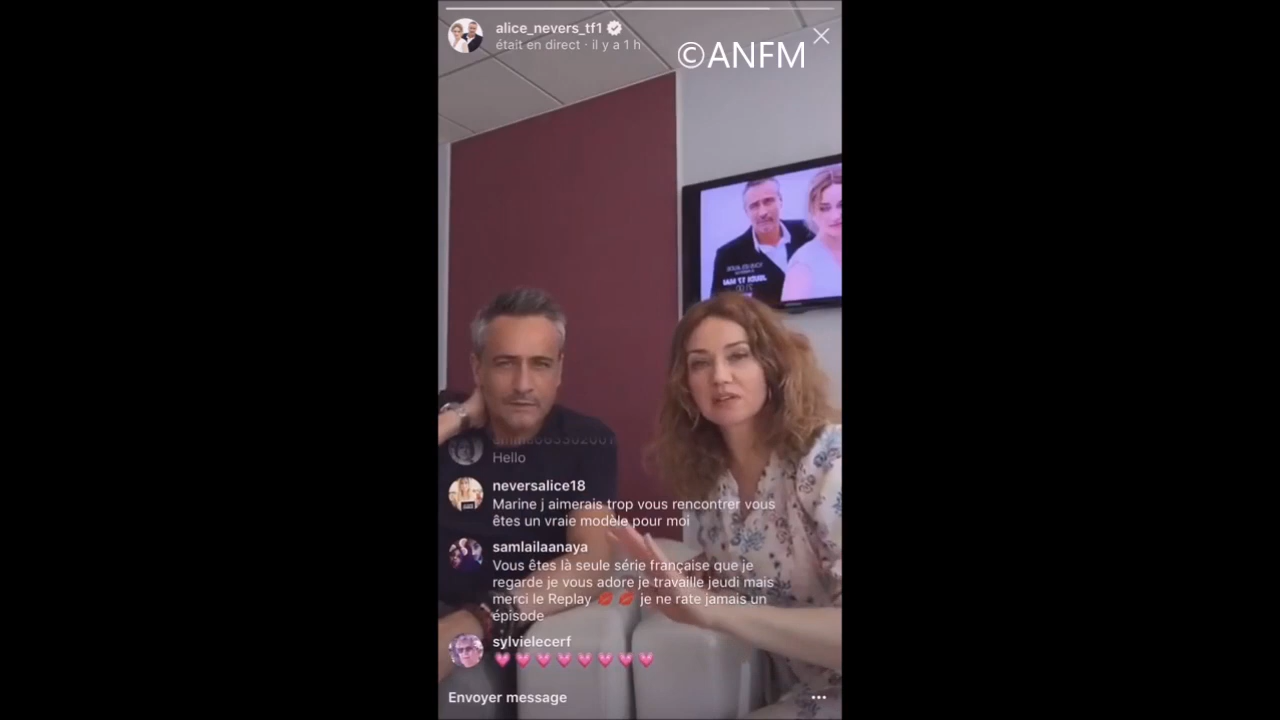 alice_nevers_tf1
était en direct · il y a 1 h
©ANFM
Hello
neversalice18
Marine j aimerais trop vous rencontrer vous
êtes un vraie modèle pour moi
samlailaanaya
Vous êtes là seule série française que je
regarde je vous adore je travaille jeudi mais
merci le Replay 💋 💋 je ne rate jamais un
épisode
sylvielecerf
💗💗💗💗💗💗💗💗
Envoyer message